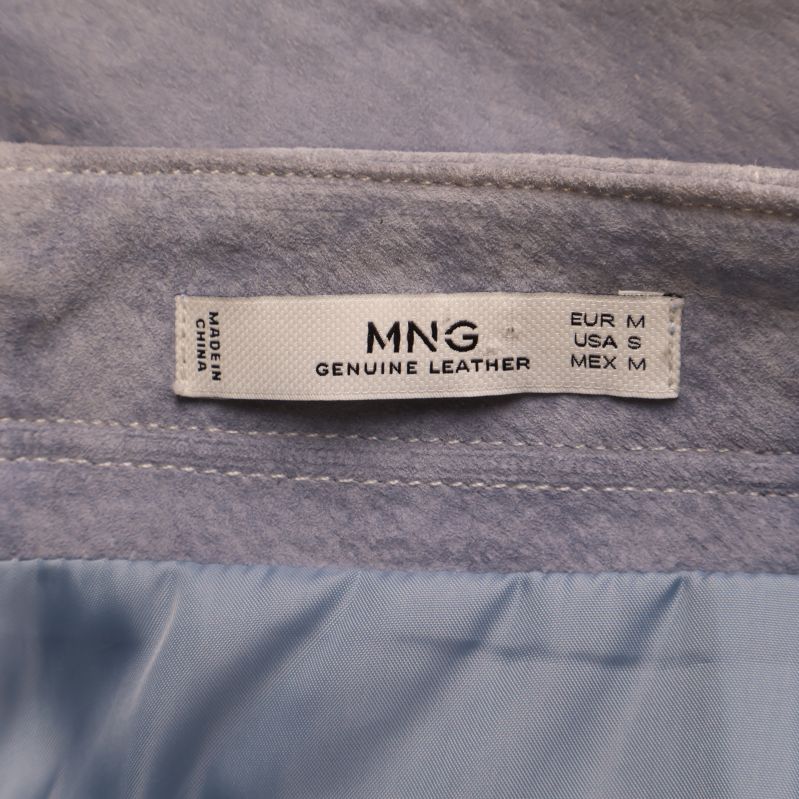 MADE IN
CHINA
MNG
GENUINE LEATHER
EUR M
USA S
MEX M